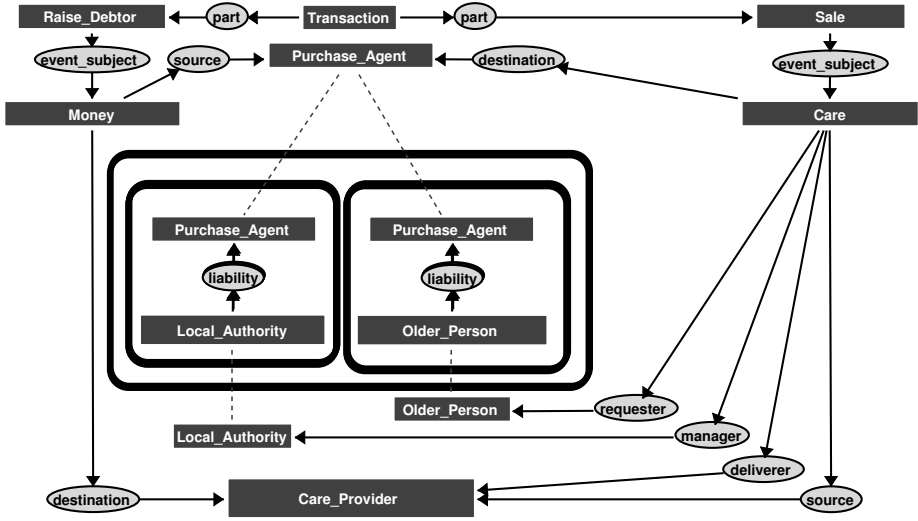 Raise_Debtor
part
Transaction
part
Sale
event_subject
source
Purchase_Agent
destination
event_subject
Money
Care
Purchase_Agent
Purchase_Agent
liability
liability
Local_Authority
Older_Person
Older_Person
requester
Local_Authority
manager
deliverer
destination
Care_Provider
source